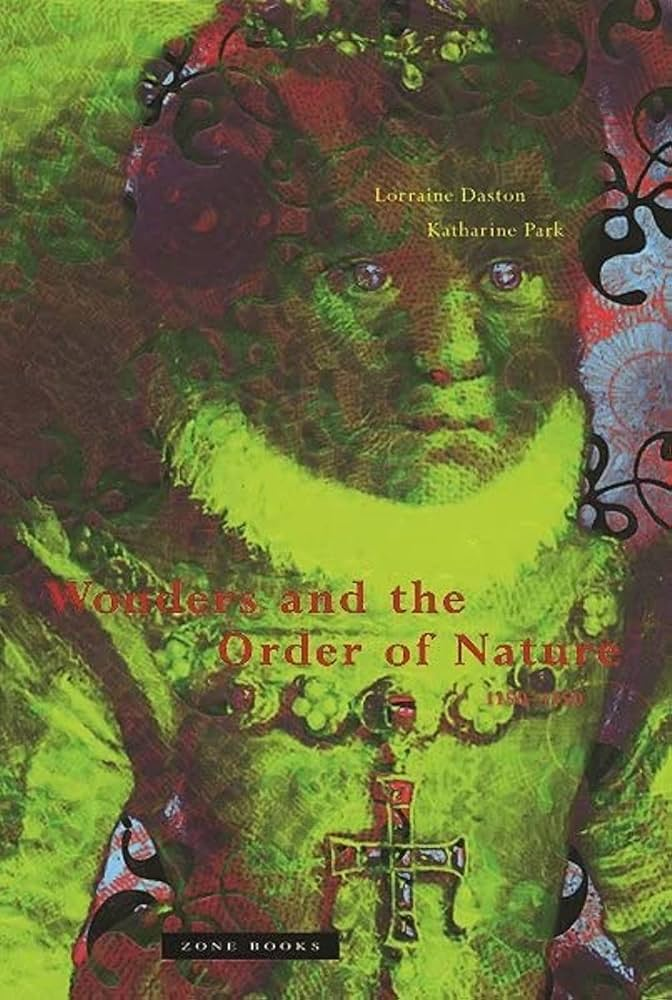 Lorraine Daston
Katharine Park
Wonders and the
Order of Nature
ZONE BOOKS